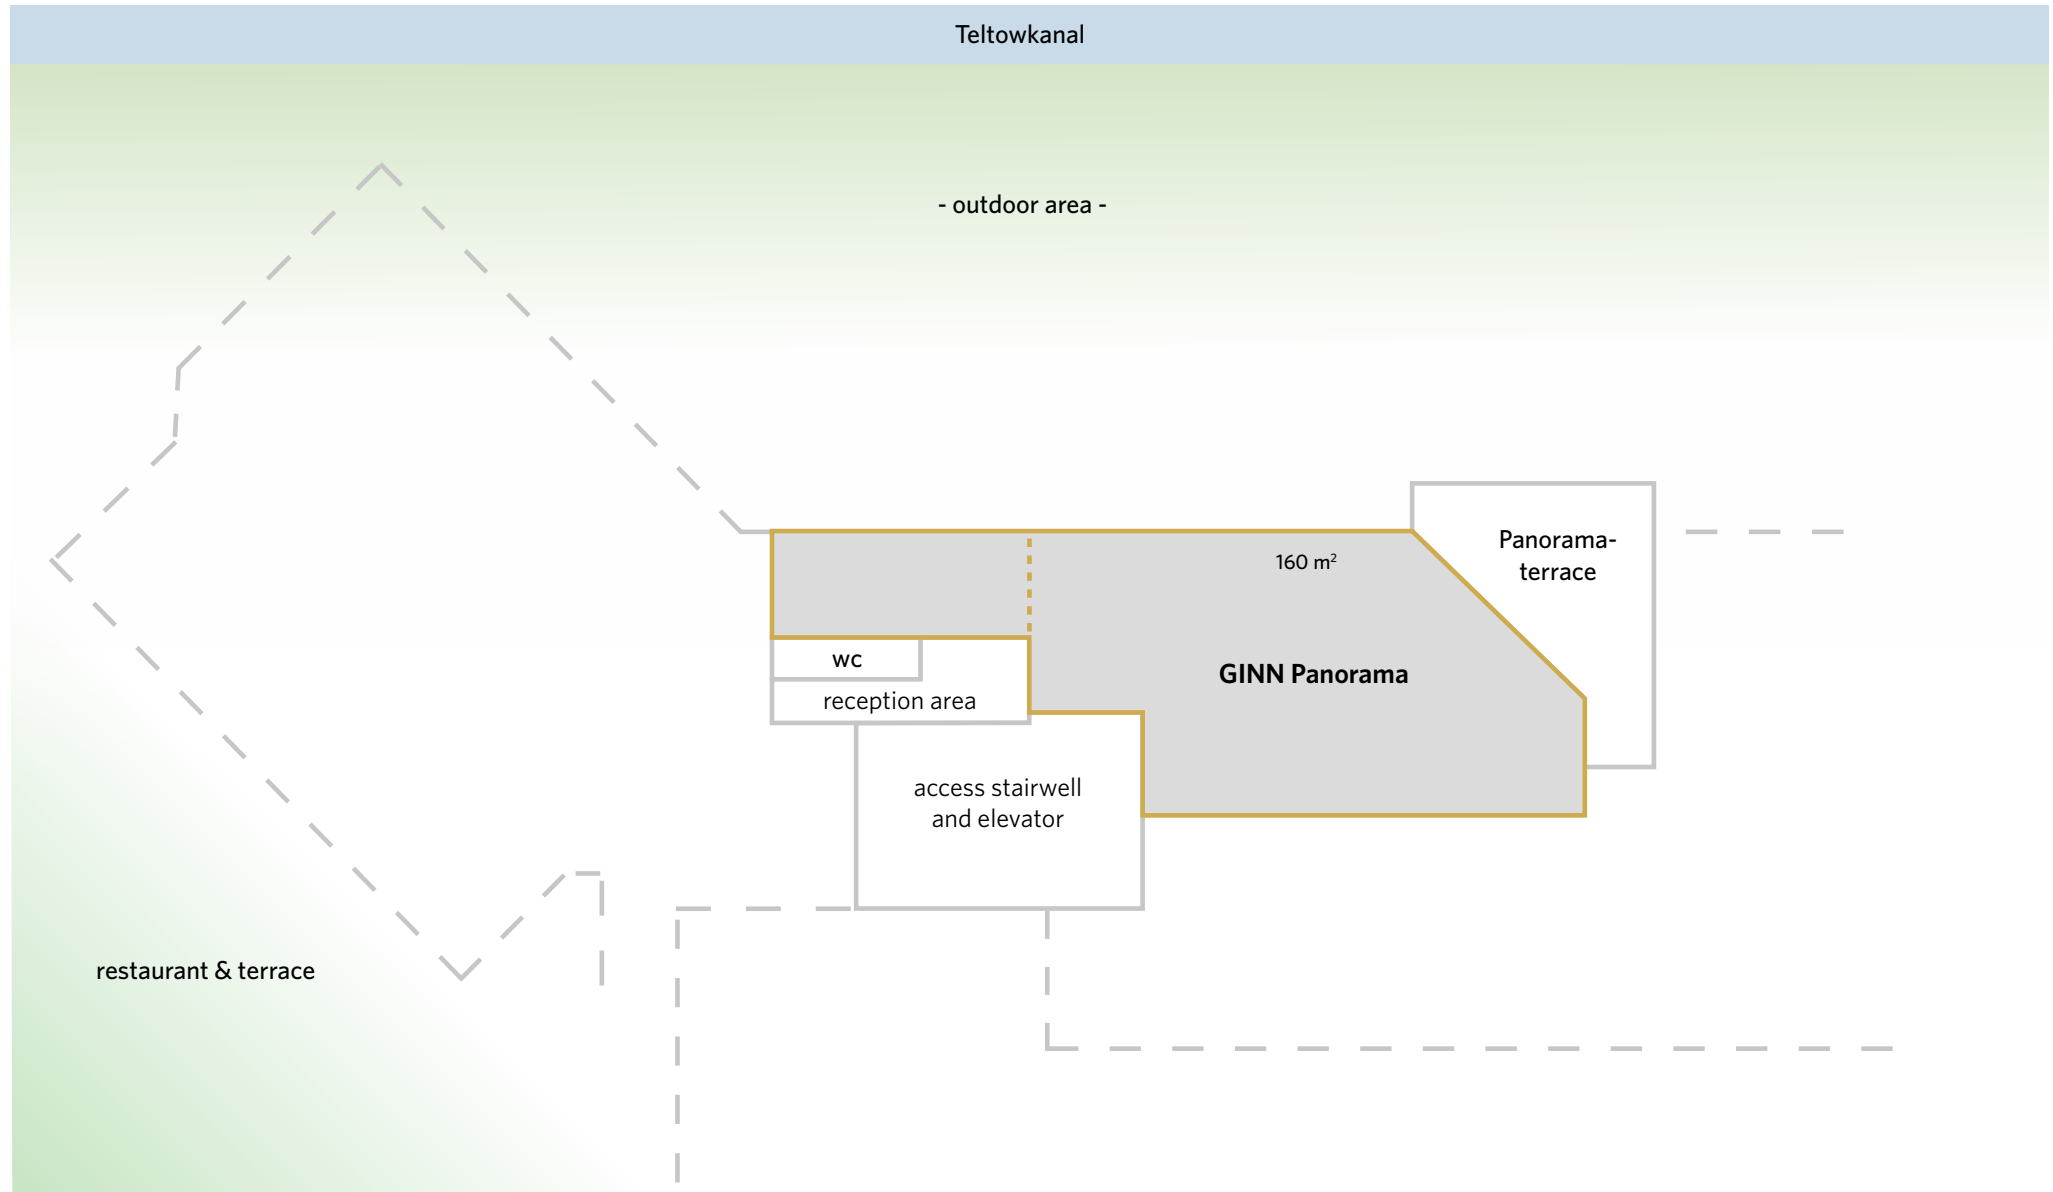 Teltowkanal
- outdoor area -
Panorama-
terrace
160 m²
GINN Panorama
wc
reception area
access stairwell
and elevator
restaurant & terrace